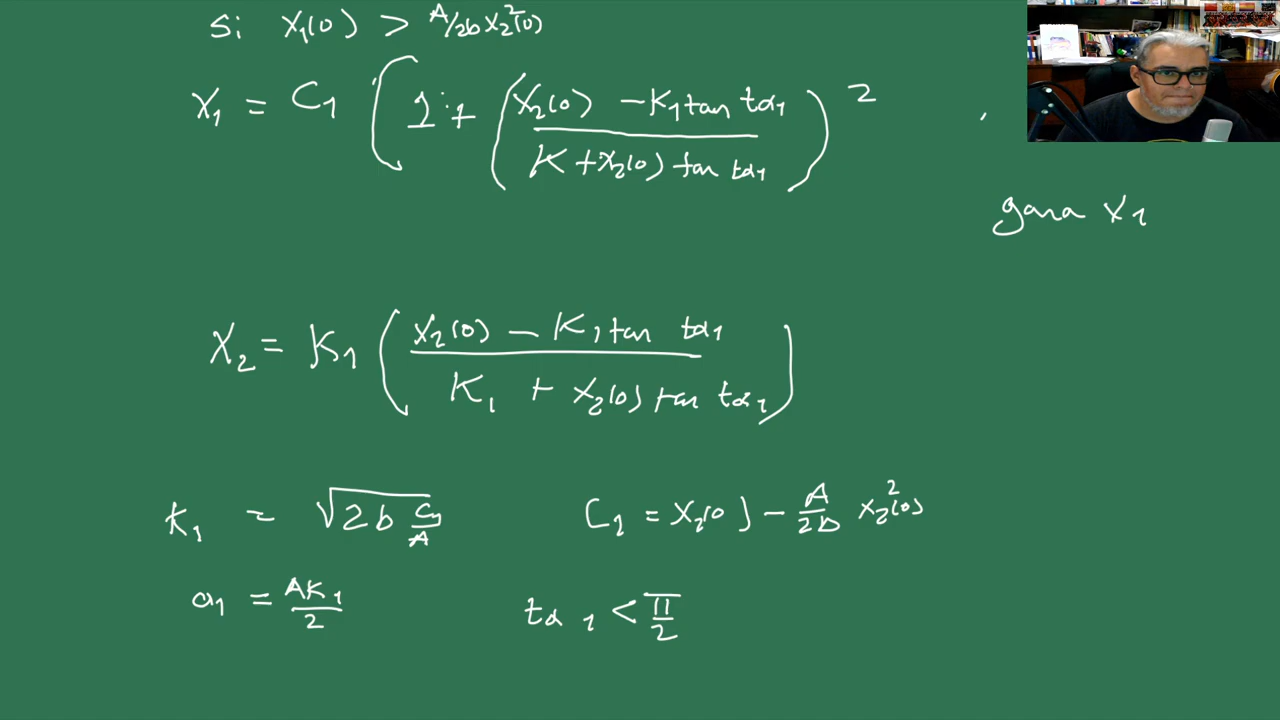 Si X₁(0) > A/2b X₂²(0)
X₁ = C₁ ( 1 + ( X₂(0) − K₁ tan tα₁ / K + X₂(0) tan tα₁ )²
gana X₁
X₂ = K₁ ( X₂(0) − K₁ tan tα₁ / K₁ + X₂(0) tan tα₁ )
K₁ = √2b C₁/A
C₁ = X₂(0) − A/2b X₂²(0)
α₁ = AK₁/2
tα₁ < π/2